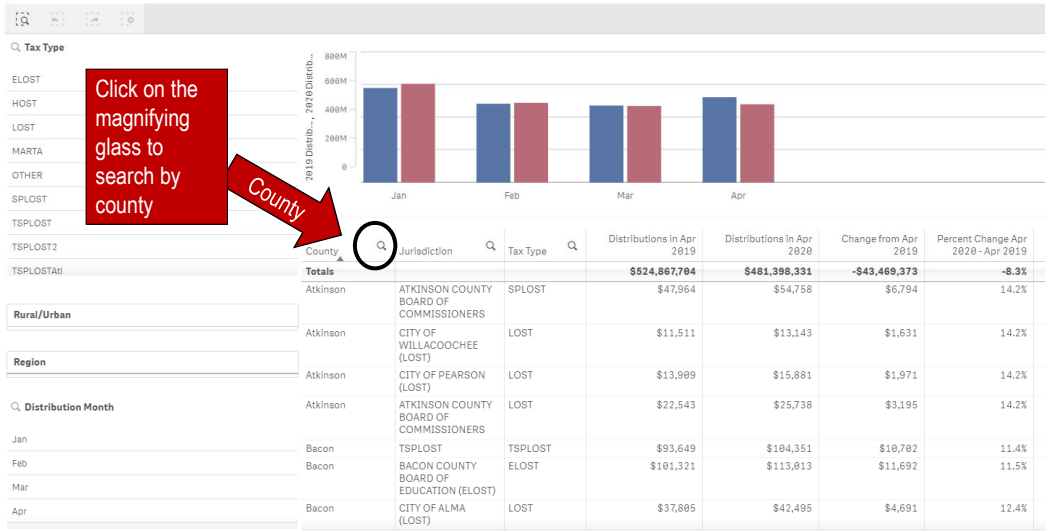 Tax Type
ELOST
HOST
LOST
MARTA
OTHER
SPLOST
TSPLOST
TSPLOST2
TSPLOSTAtl
Rural/Urban
Region
Distribution Month
Jan
Feb
Mar
Apr
Click on the
magnifying
glass to
search by
county
County
2019 Distrib..., 2020 Distrib...
800M
600M
400M
200M
0
Jan Feb Mar Apr
County Jurisdiction Tax Type Distributions in Apr 2019 Distributions in Apr 2020 Change from Apr 2019 Percent Change Apr 2020-Apr 2019
Totals $524,867,704 $481,398,331 -$43,469,373 -8.3%
Atkinson ATKINSON COUNTY SPLOST $47,964 $54,758 $6,794 14.2%
BOARD OF
COMMISSIONERS
Atkinson CITY OF LOST $11,511 $13,143 $1,631 14.2%
WILLACOOCHEE
(LOST)
Atkinson CITY OF PEARSON LOST $13,909 $15,881 $1,971 14.2%
(LOST)
Atkinson ATKINSON COUNTY LOST $22,543 $25,738 $3,195 14.2%
BOARD OF
COMMISSIONERS
Bacon TSPLOST TSPLOST $93,649 $104,351 $10,702 11.4%
Bacon BACON COUNTY ELOST $101,321 $113,013 $11,692 11.5%
BOARD OF
EDUCATION (ELOST)
Bacon CITY OF ALMA LOST $37,805 $42,495 $4,691 12.4%
(LOST)